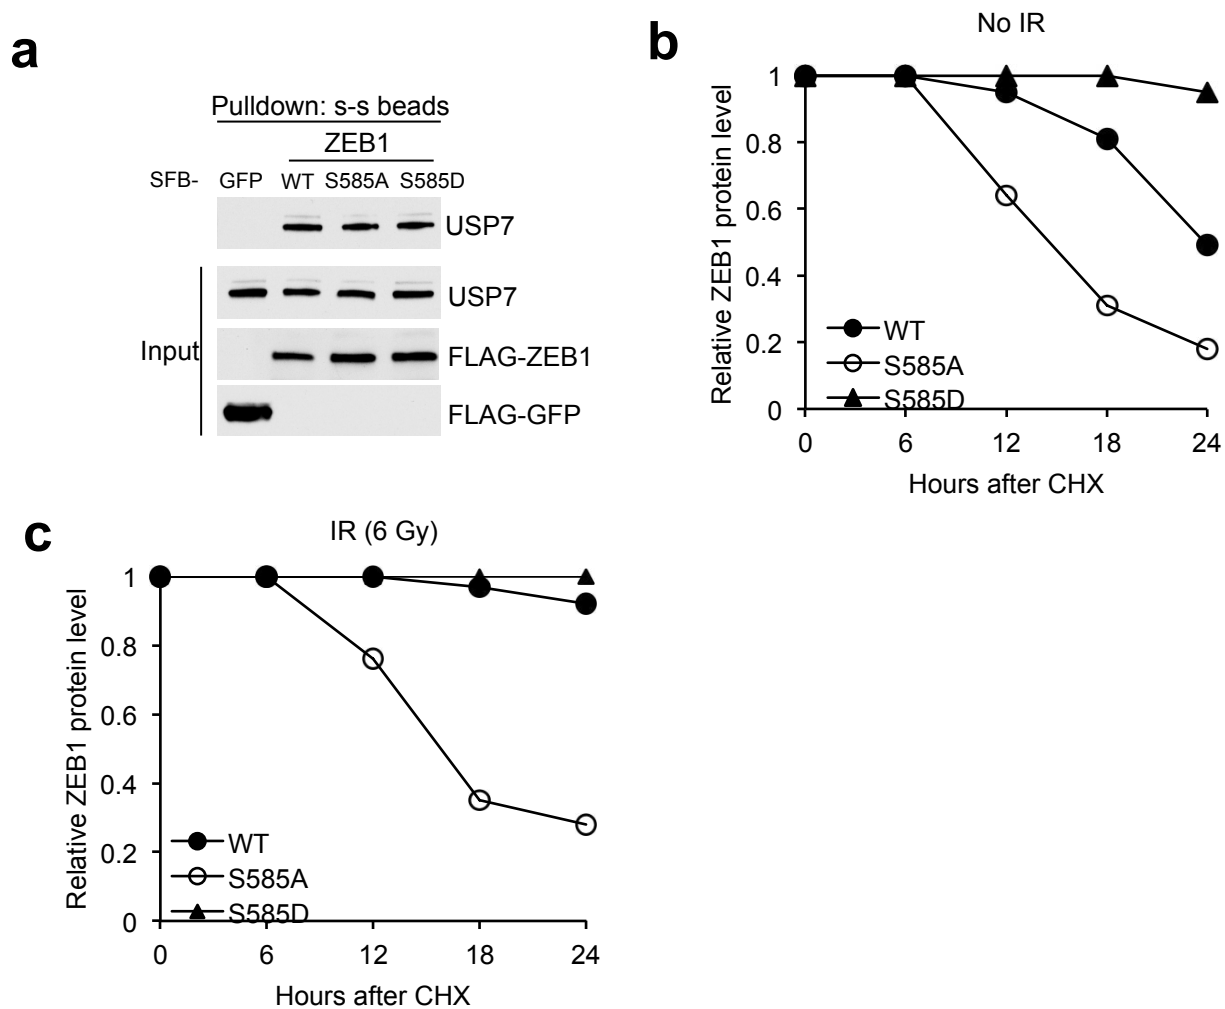 a
Pulldown: s-s beads
ZEB1
SFB- GFP WT S585A S585D
USP7
USP7
Input
FLAG-ZEB1
FLAG-GFP
b
No IR
Relative ZEB1 protein level
1
0.8
0.6
0.4
0.2
0
WT
S585A
S585D
0 6 12 18 24
Hours after CHX
c
IR (6 Gy)
Relative ZEB1 protein level
1
0.8
0.6
0.4
0.2
0
WT
S585A
S585D
0 6 12 18 24
Hours after CHX